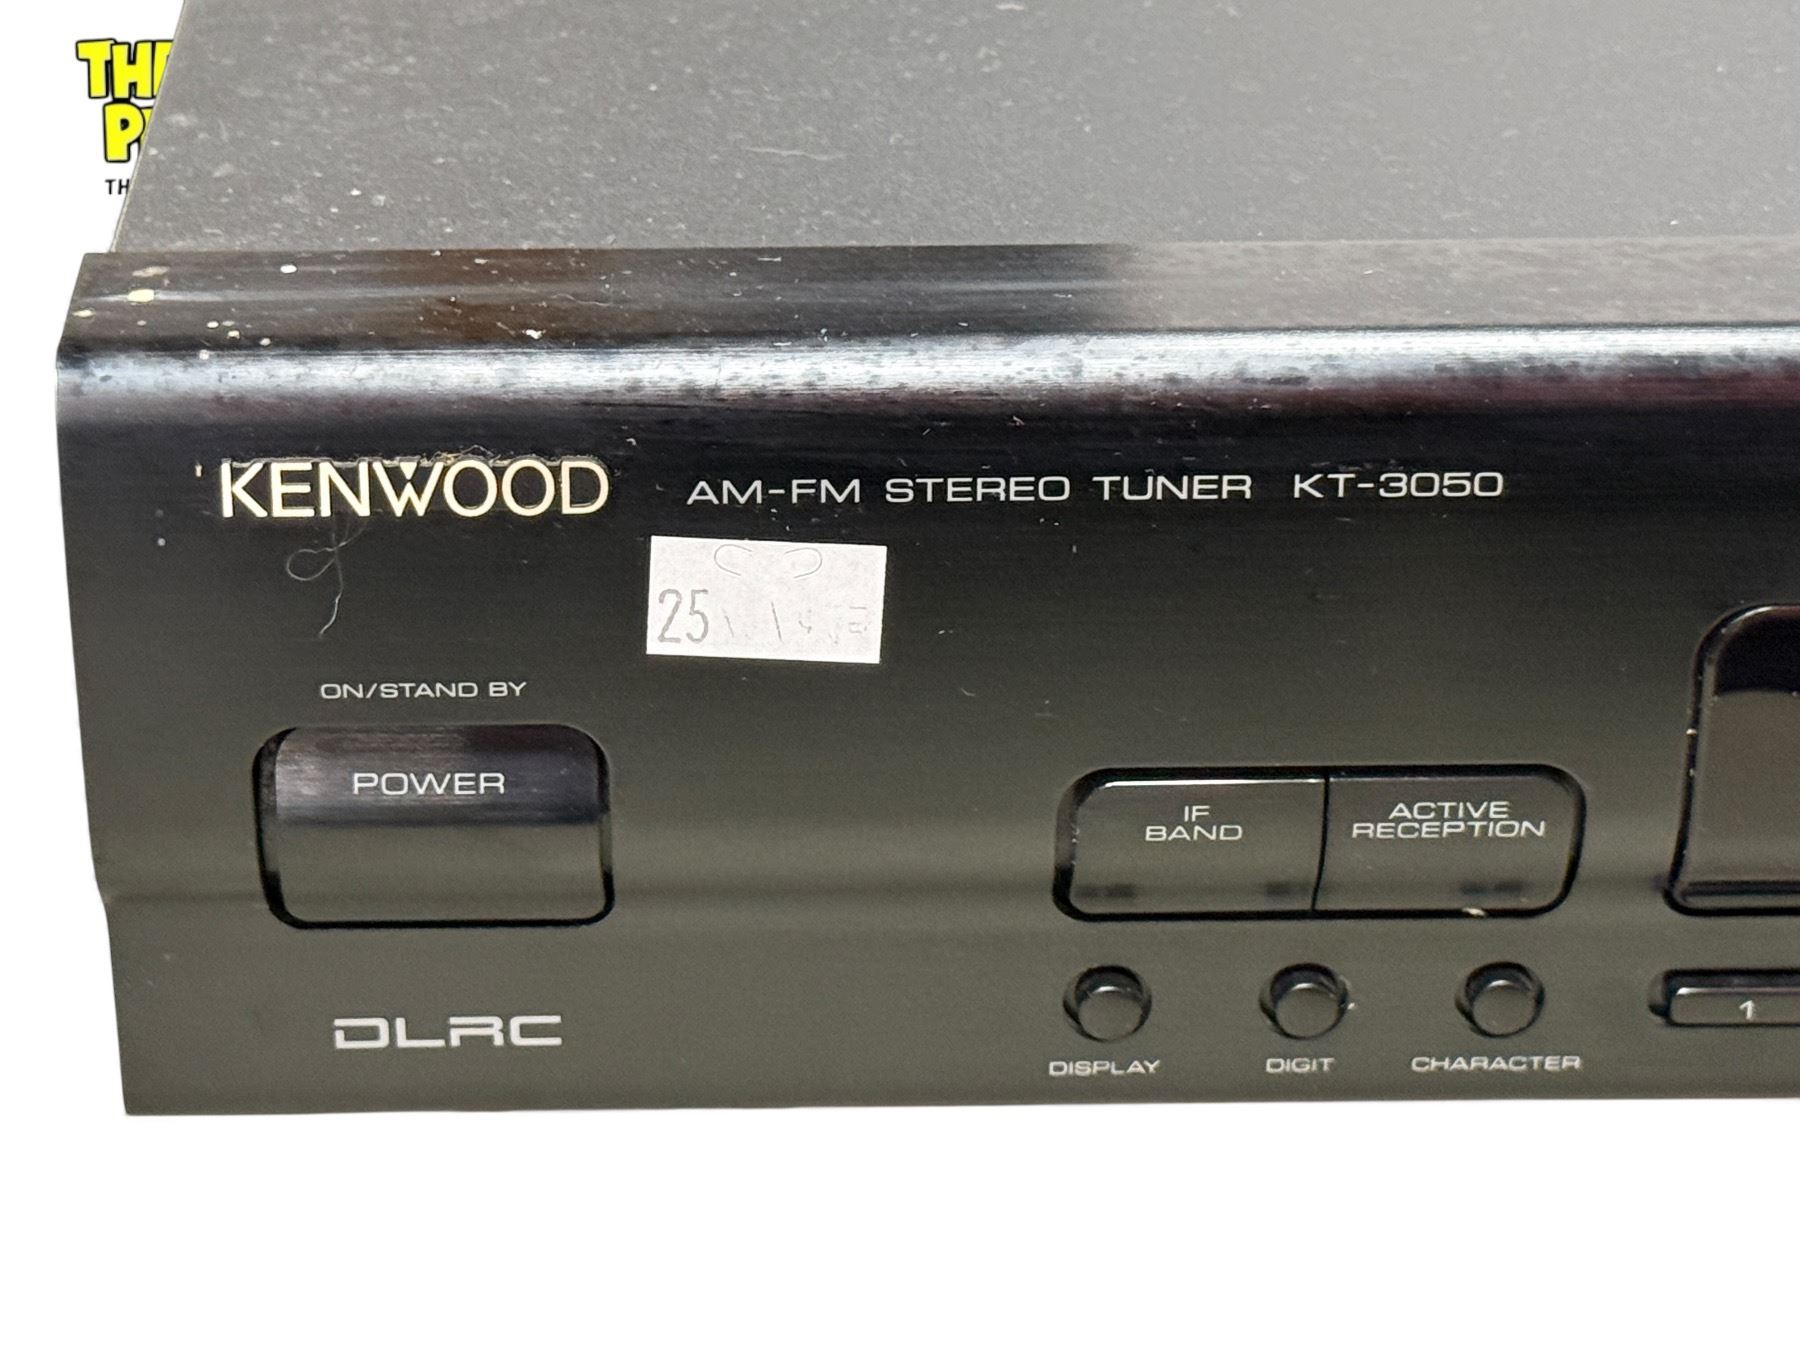 KENWOOD AM-FM STEREO TUNER KT-3050
25
ON/STAND BY
POWER
IF
BAND
ACTIVE
RECEPTION
DLRC
DISPLAY DIGIT CHARACTER
1